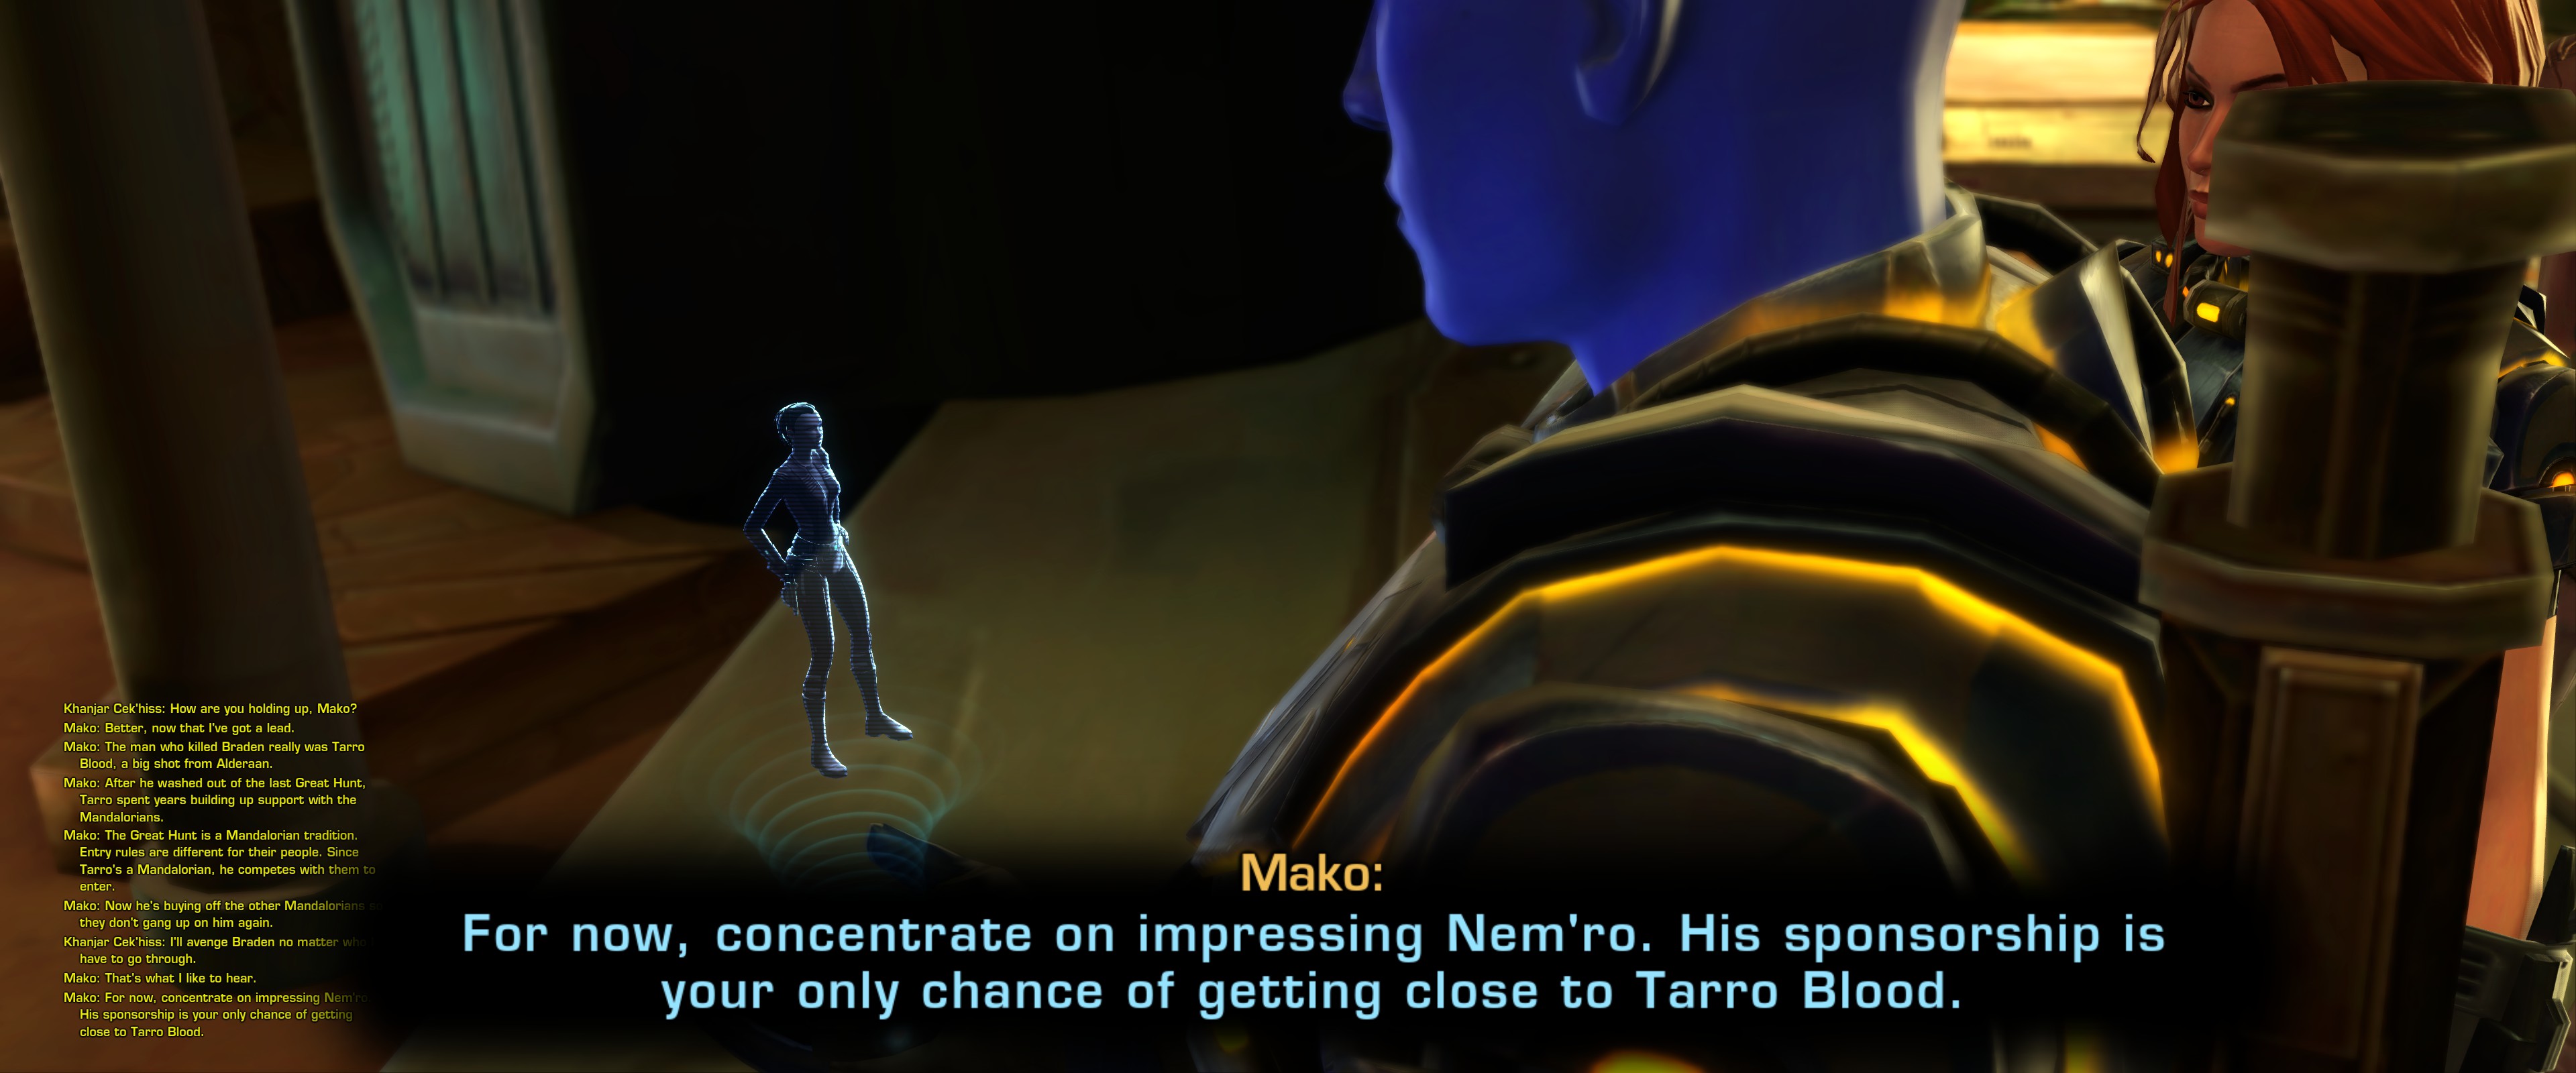 Khanjar Cek'hiss: How are you holding up, Mako?
Mako: Better, now that I've got a lead.
Mako: The man who killed Braden really was Tarro
Blood, a big shot from Alderaan.
Mako: After he washed out of the last Great Hunt,
Tarro spent years building up support with the
Mandalorians.
Mako: The Great Hunt is a Mandalorian tradition.
Entry rules are different for their people. Since
Tarro's a Mandalorian, he competes with them to
enter.
Mako: Now he's buying off the other Mandalorians so
they don't gang up on him again.
Khanjar Cek'hiss: I'll avenge Braden no matter who I
have to go through.
Mako: That's what I like to hear.
Mako: For now, concentrate on impressing Nem'ro.
His sponsorship is your only chance of getting
close to Tarro Blood.
Mako:
For now, concentrate on impressing Nem'ro. His sponsorship is
your only chance of getting close to Tarro Blood.